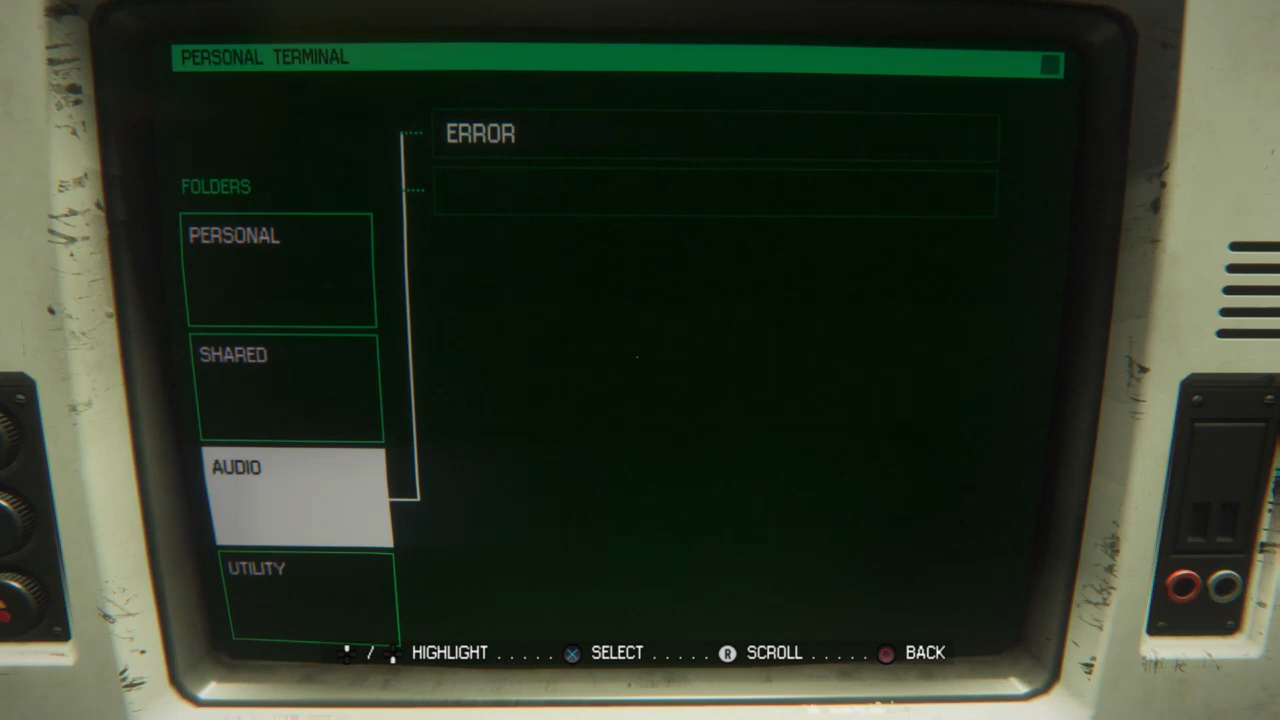 PERSONAL TERMINAL
ERROR
FOLDERS
PERSONAL
SHARED
AUDIO
UTILITY
/ HIGHLIGHT ..... SELECT ..... R SCROLL ..... BACK